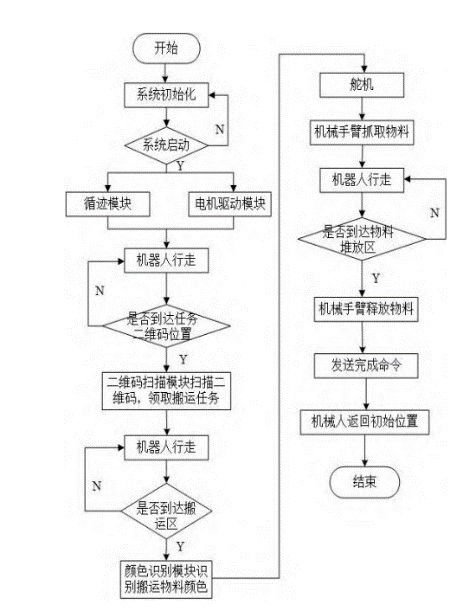 开始
系统初始化
N
系统启动
Y
循迹模块
电机驱动模块
机器人行走
N
是否到达任务
二维码位置
Y
二维码扫描模块扫描二
维码，领取搬运任务
机器人行走
N
是否到达搬
运区
Y
颜色识别模块识
别搬运物料颜色
舵机
机械手臂抓取物料
机器人行走
N
是否到达物料
堆放区
Y
机械手臂释放物料
发送完成命令
机械人返回初始位置
结束